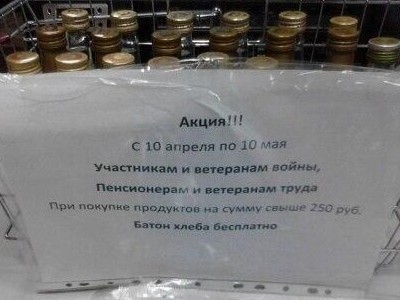 Акция!!!
С 10 апреля по 10 мая
Участникам и ветеранам войны,
Пенсионерам и ветеранам труда
При покупке продуктов на сумму свыше 250 руб.
Батон хлеба бесплатно